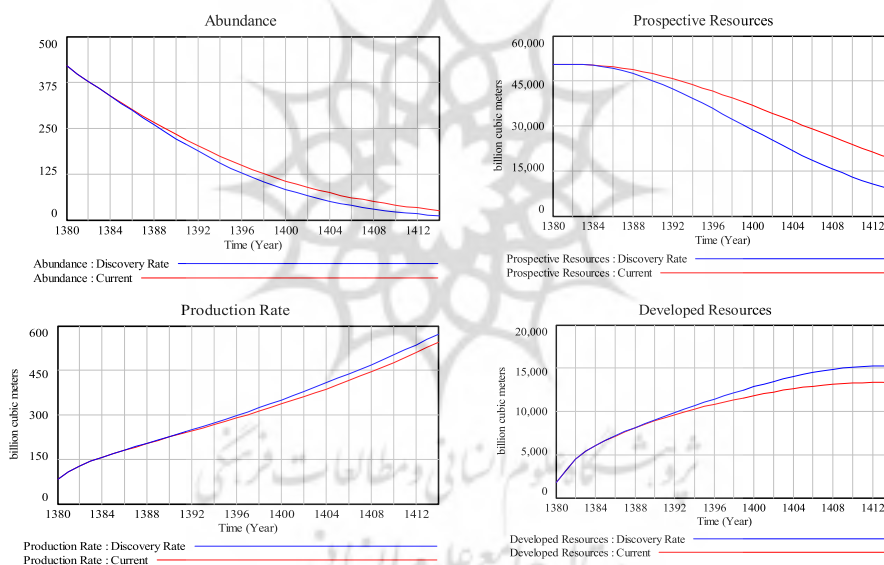 Abundance
500
375
250
125
0
1380 1384 1388 1392 1396 1400 1404 1408 1412
Time (Year)
Abundance : Discovery Rate
Abundance : Current
Prospective Resources
60,000
45,000
30,000
15,000
0
billion cubic meters
1380 1384 1388 1392 1396 1400 1404 1408 1412
Time (Year)
Prospective Resources : Discovery Rate
Prospective Resources : Current
Production Rate
600
450
300
150
0
billion cubic meters
1380 1384 1388 1392 1396 1400 1404 1408 1412
Time (Year)
Production Rate : Discovery Rate
Production Rate : Current
Developed Resources
20,000
15,000
10,000
5,000
0
billion cubic meters
1380 1384 1388 1392 1396 1400 1404 1408 1412
Time (Year)
Developed Resources : Discovery Rate
Developed Resources : Current
پژوهشگاه علوم انسانی و مطالعات فرهنگی